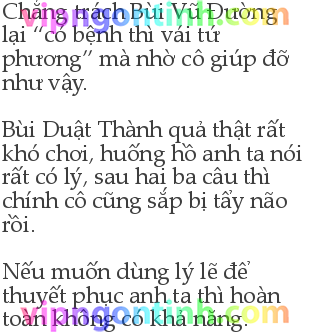 Chẳng trách Bùi Vũ Đường
vipngontinh.com
lại “có bệnh thì vái tứ
phương” mà nhờ cô giúp đỡ
như vậy.
Bùi Duật Thành quả thật rất
khó chơi, huống hồ anh ta nói
rất có lý, sau hai ba câu thì
chính cô cũng sắp bị tẩy não
rồi.
Nếu muốn dùng lý lẽ để
thuyết phục anh ta thì hoàn
toàn không có khả năng.
vipngontinh.com